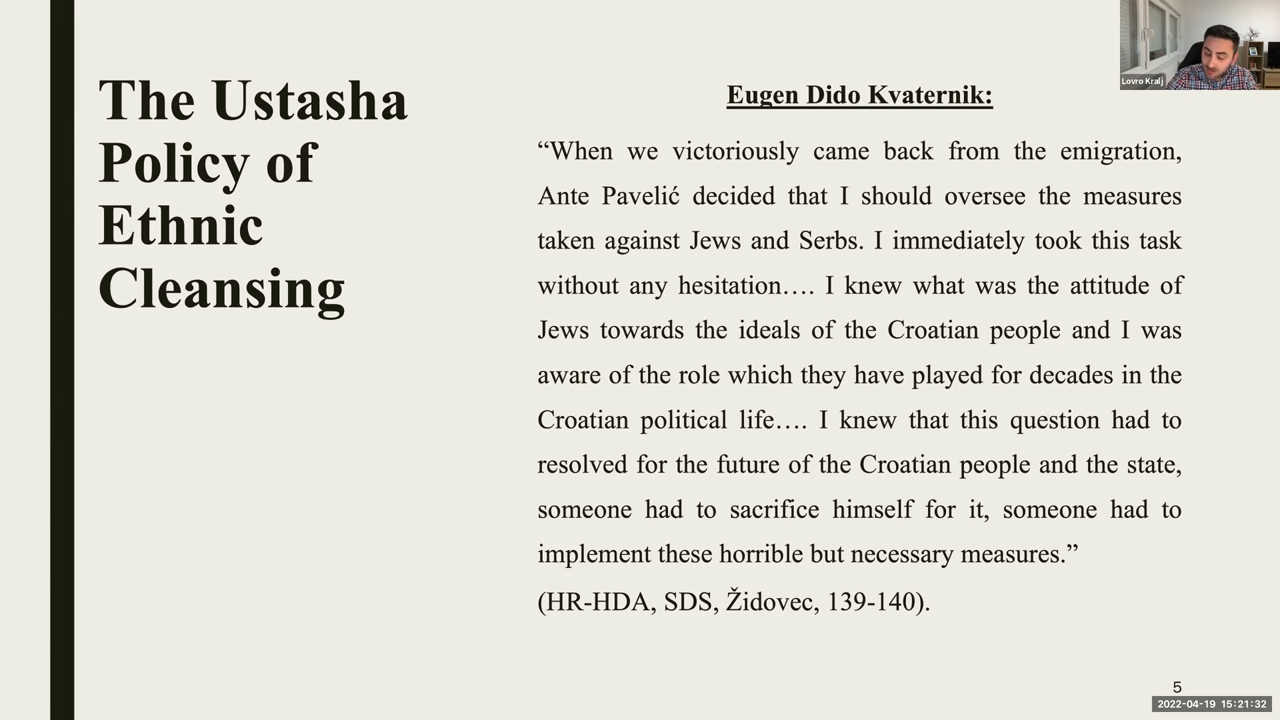 The Ustasha
Policy of
Ethnic
Cleansing
Eugen Dido Kvaternik:
“When we victoriously came back from the emigration,
Ante Pavelić decided that I should oversee the measures
taken against Jews and Serbs. I immediately took this task
without any hesitation…. I knew what was the attitude of
Jews towards the ideals of the Croatian people and I was
aware of the role which they have played for decades in the
Croatian political life…. I knew that this question had to
resolved for the future of the Croatian people and the state,
someone had to sacrifice himself for it, someone had to
implement these horrible but necessary measures.”
(HR-HDA, SDS, Židovec, 139-140).
Lovro Kralj
5
2022-04-19 15:21:32